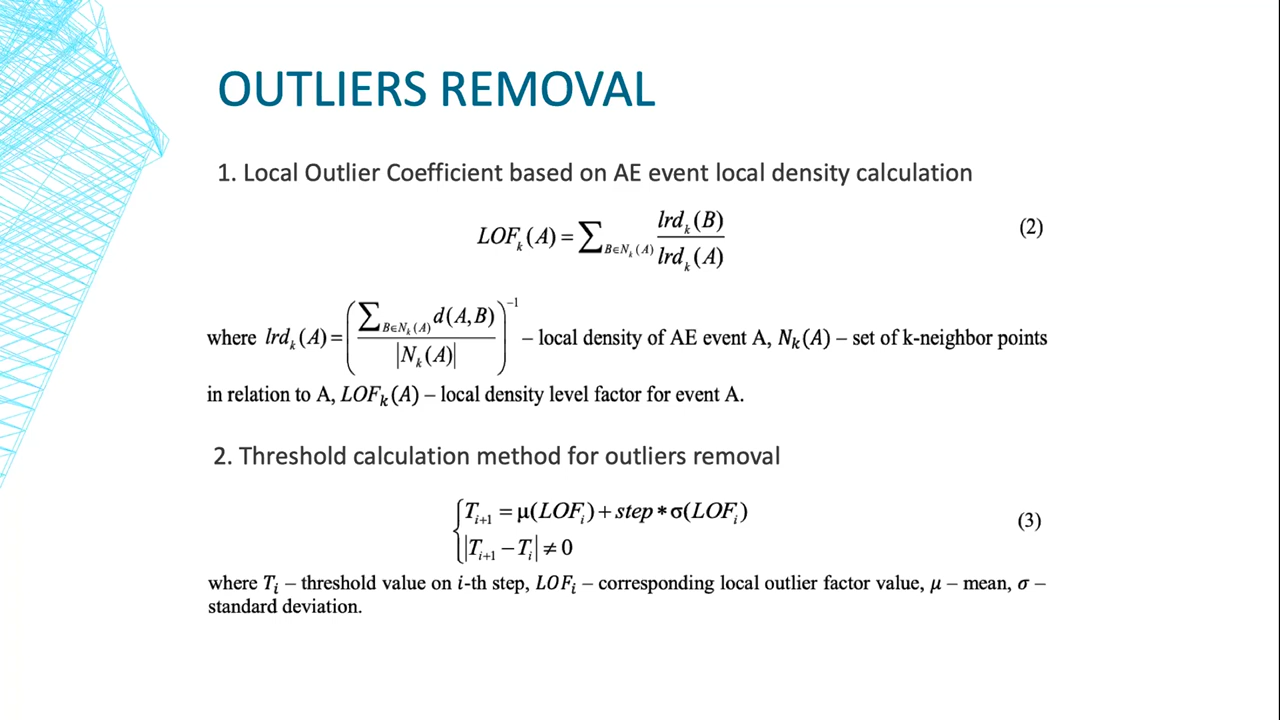 OUTLIERS REMOVAL
1. Local Outlier Coefficient based on AE event local density calculation
LOF_k(A) = ∑_{B∈N_k(A)} lrd_k(B) / lrd_k(A) (2)
where lrd_k(A) = (∑_{B∈N_k(A)} d(A,B) / |N_k(A)|)^{-1} – local density of AE event A, N_k(A) – set of k-neighbor points
in relation to A, LOF_k(A) – local density level factor for event A.
2. Threshold calculation method for outliers removal
{T_{i+1} = μ(LOF_i) + step * σ(LOF_i)
|T_{i+1} − T_i| ≠ 0 (3)
where T_i – threshold value on i-th step, LOF_i – corresponding local outlier factor value, μ – mean, σ –
standard deviation.